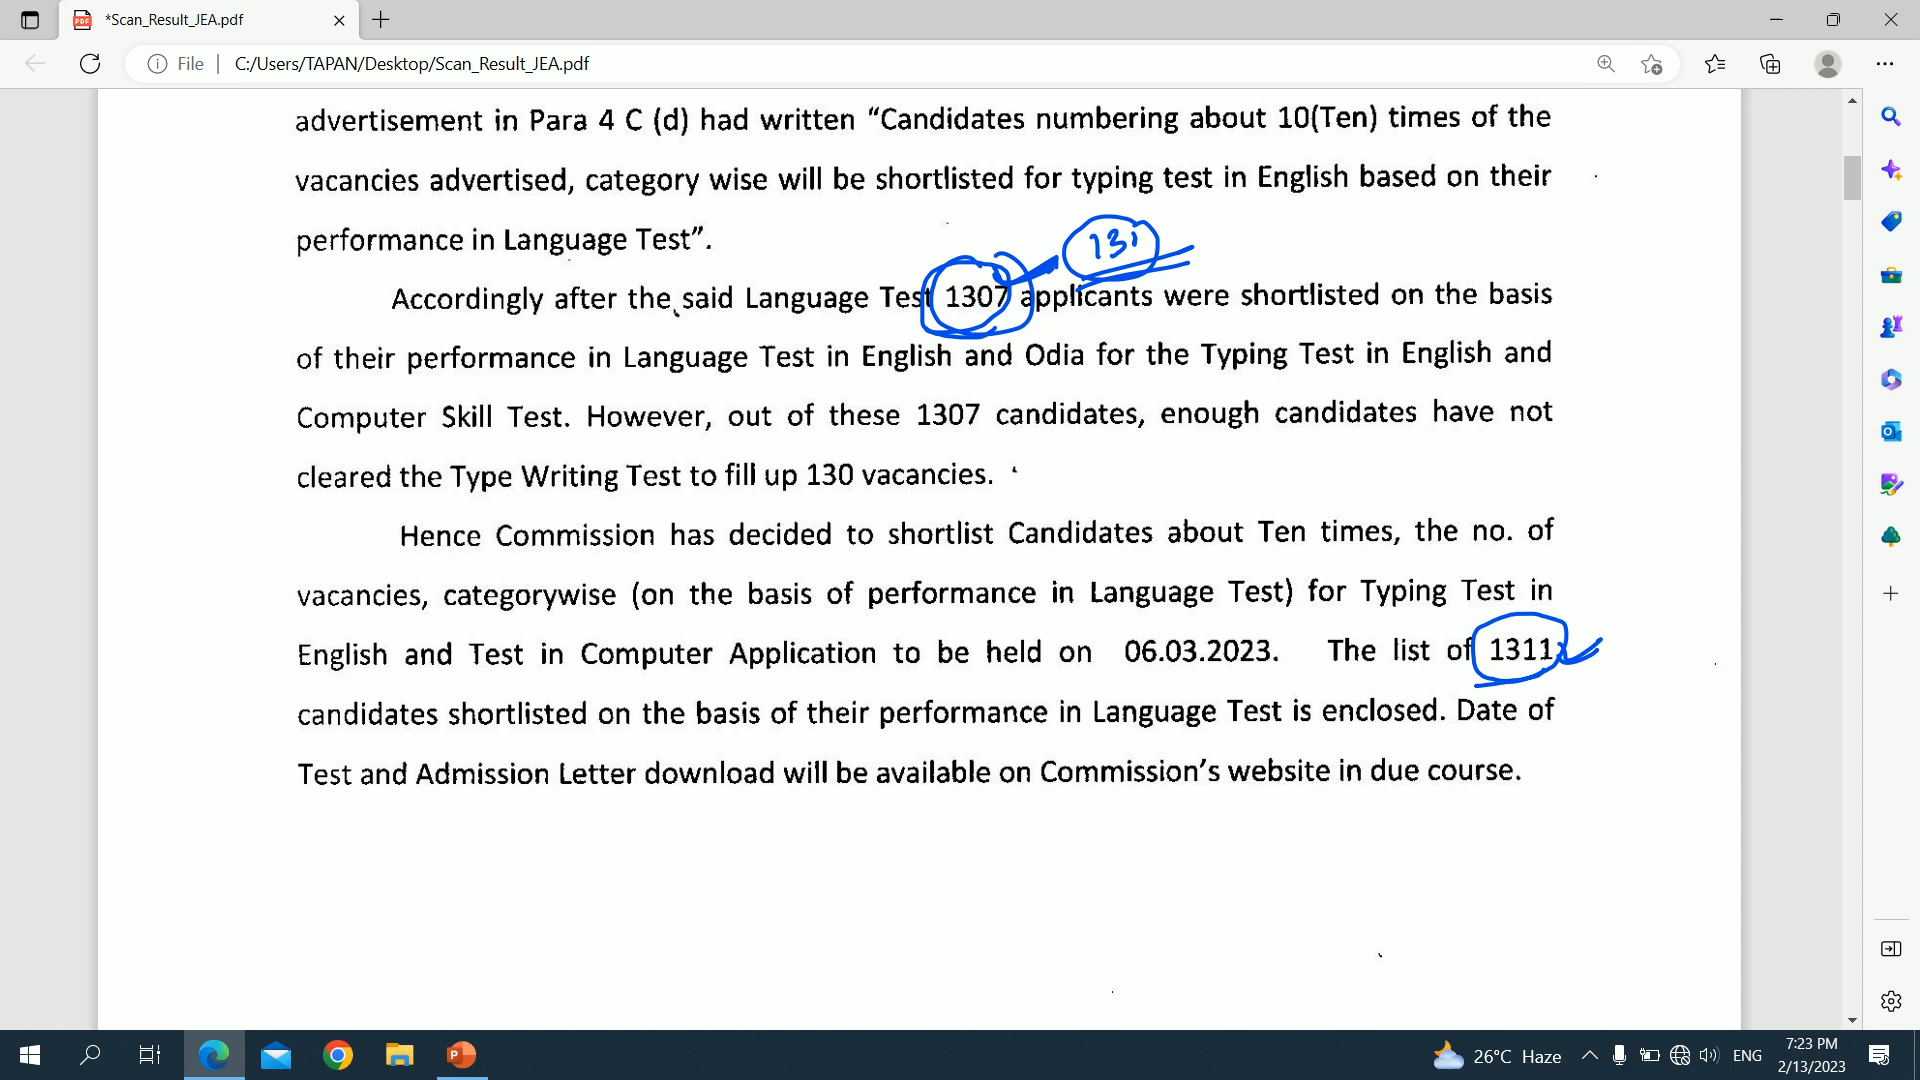 *Scan_Result_JEA.pdf
File | C:/Users/TAPAN/Desktop/Scan_Result_JEA.pdf
advertisement in Para 4 C (d) had written "Candidates numbering about 10(Ten) times of the
vacancies advertised, category wise will be shortlisted for typing test in English based on their
performance in Language Test".
131
Accordingly after the said Language Test 1307 applicants were shortlisted on the basis
of their performance in Language Test in English and Odia for the Typing Test in English and
Computer Skill Test. However, out of these 1307 candidates, enough candidates have not
cleared the Type Writing Test to fill up 130 vacancies.
Hence Commission has decided to shortlist Candidates about Ten times, the no. of
vacancies, categorywise (on the basis of performance in Language Test) for Typing Test in
English and Test in Computer Application to be held on 06.03.2023. The list of 1311
candidates shortlisted on the basis of their performance in Language Test is enclosed. Date of
Test and Admission Letter download will be available on Commission's website in due course.
26°C Haze
ENG
7:23 PM
2/13/2023